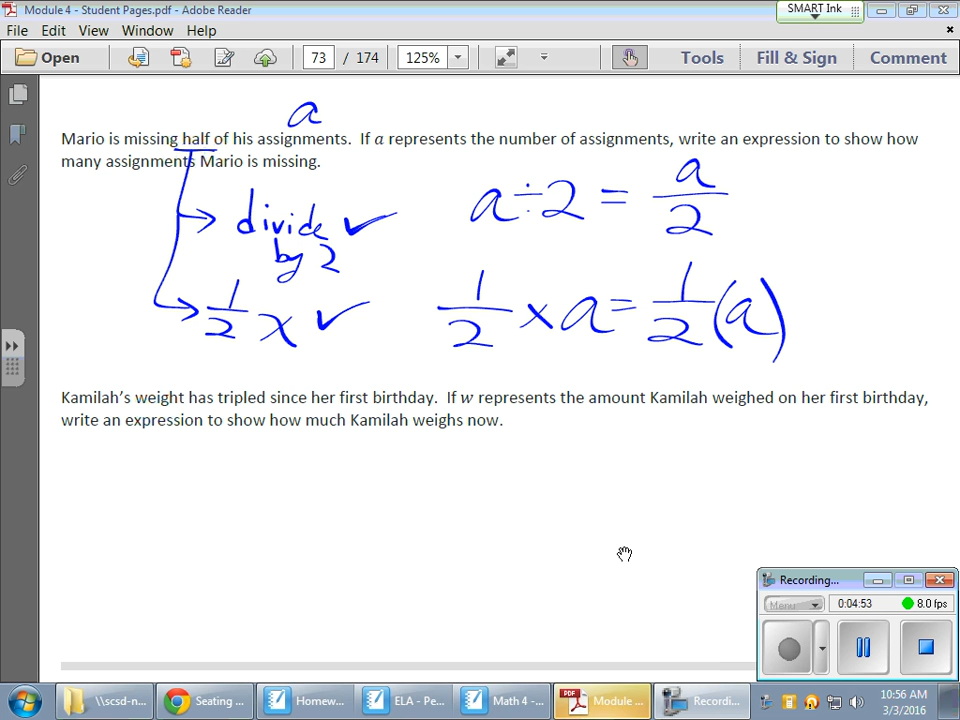 Module 4 - Student Pages.pdf - Adobe Reader
SMART Ink
File Edit View Window Help
Open 73 / 174 125% Tools Fill & Sign Comment
a
Mario is missing half of his assignments. If a represents the number of assignments, write an expression to show how
many assignments Mario is missing.
divide ✓ a ÷ 2 = a/2
by 2
1/2 x ✓ 1/2 × a = 1/2 (a)
Kamilah's weight has tripled since her first birthday. If w represents the amount Kamilah weighed on her first birthday,
write an expression to show how much Kamilah weighs now.
Recording...
Menu 0:04:53 8.0 fps
\\scsd-n... Seating ... Homew... ELA - Pe... Math 4 -... Module ... Recordi...
PDF
10:56 AM
3/3/2016